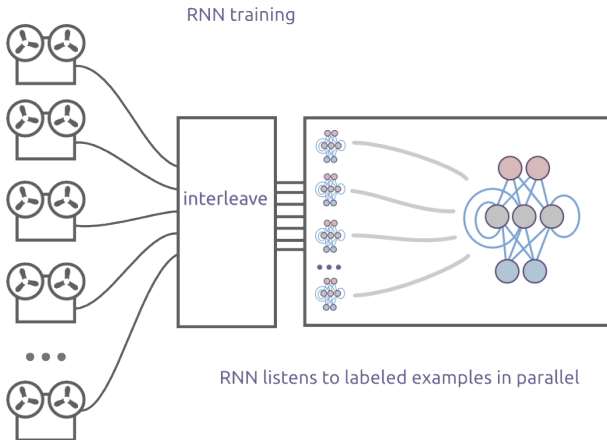 RNN training
interleave
RNN listens to labeled examples in parallel